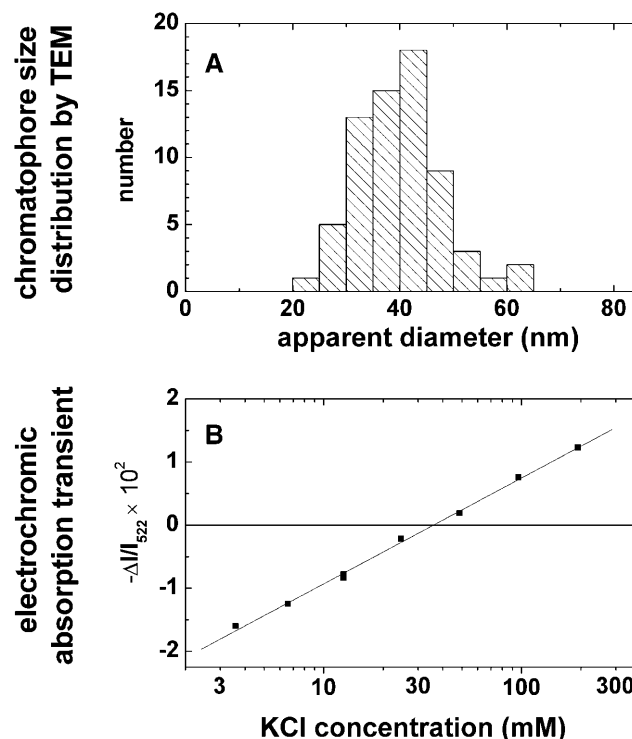 chromatophore size
distribution by TEM
number
A
20
15
10
5
0
0 20 40 60 80
apparent diameter (nm)
electrochromic
absorption transient
-ΔI/I₅₂₂ × 10²
B
2
1
0
-1
-2
3 10 30 100 300
KCl concentration (mM)